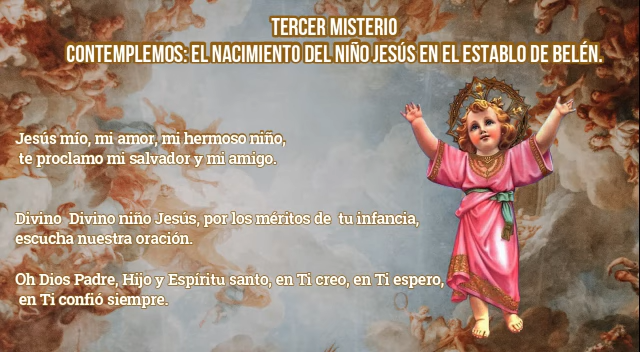 TERCER MISTERIO
CONTEMPLEMOS: EL NACIMIENTO DEL NIÑO JESÚS EN EL ESTABLO DE BELÉN.
Jesús mío, mi amor, mi hermoso niño,
te proclamo mi salvador y mi amigo.
Divino Divino niño Jesús, por los méritos de tu infancia,
escucha nuestra oración.
Oh Dios Padre, Hijo y Espíritu santo, en Ti creo, en Ti espero,
en Ti confió siempre.